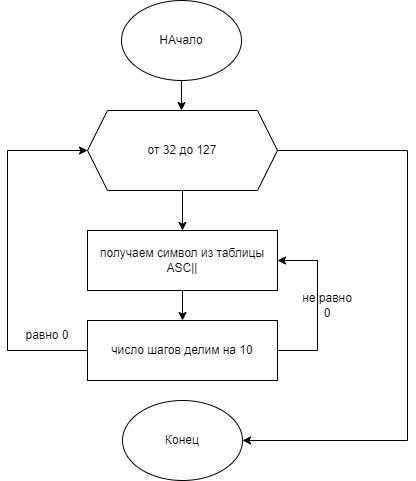 НАчало
от 32 до 127
получаем символ из таблицы
ASC||
не равно
0
равно 0
число шагов делим на 10
Конец